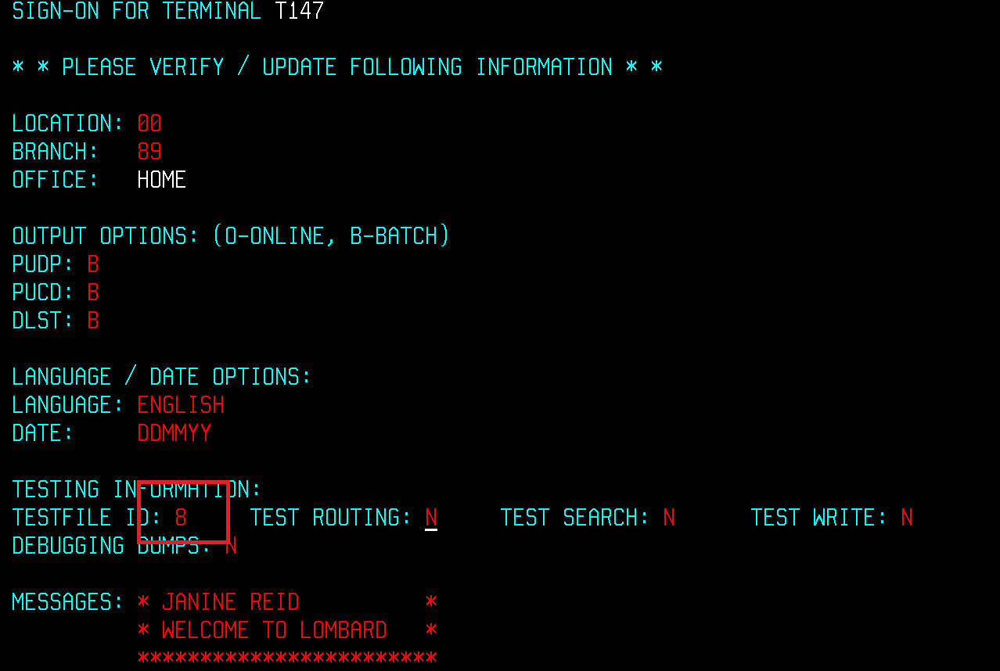 SIGN-ON FOR TERMINAL T147
* * PLEASE VERIFY / UPDATE FOLLOWING INFORMATION * *
LOCATION: 00
BRANCH: 89
OFFICE: HOME
OUTPUT OPTIONS: (O-ONLINE, B-BATCH)
PUDP: B
PUCD: B
DLST: B
LANGUAGE / DATE OPTIONS:
LANGUAGE: ENGLISH
DATE: DDMMYY
TESTING INFORMATION:
TESTFILE ID: 8 TEST ROUTING: N TEST SEARCH: N TEST WRITE: N
DEBUGGING DUMPS: N
MESSAGES: * JANINE REID *
* WELCOME TO LOMBARD *
************************